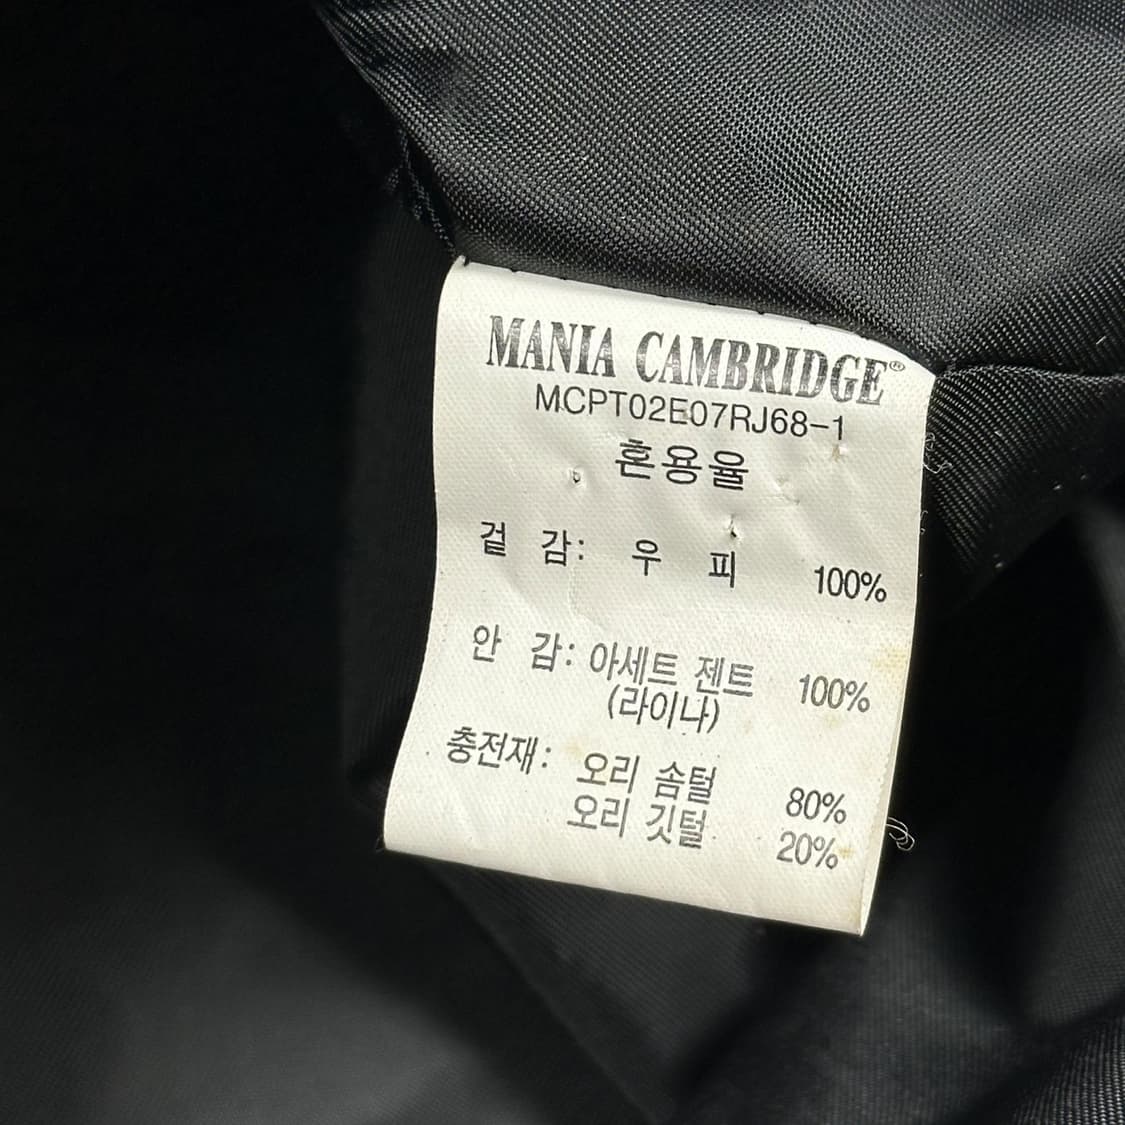 MANIA CAMBRIDGE®
MCPT02E07RJ68-1
혼용율
겉 감: 우 피 100%
안 감: 아세트 젠트 100%
(라이나)
충전재: 오리 솜털 80%
오리 깃털 20%